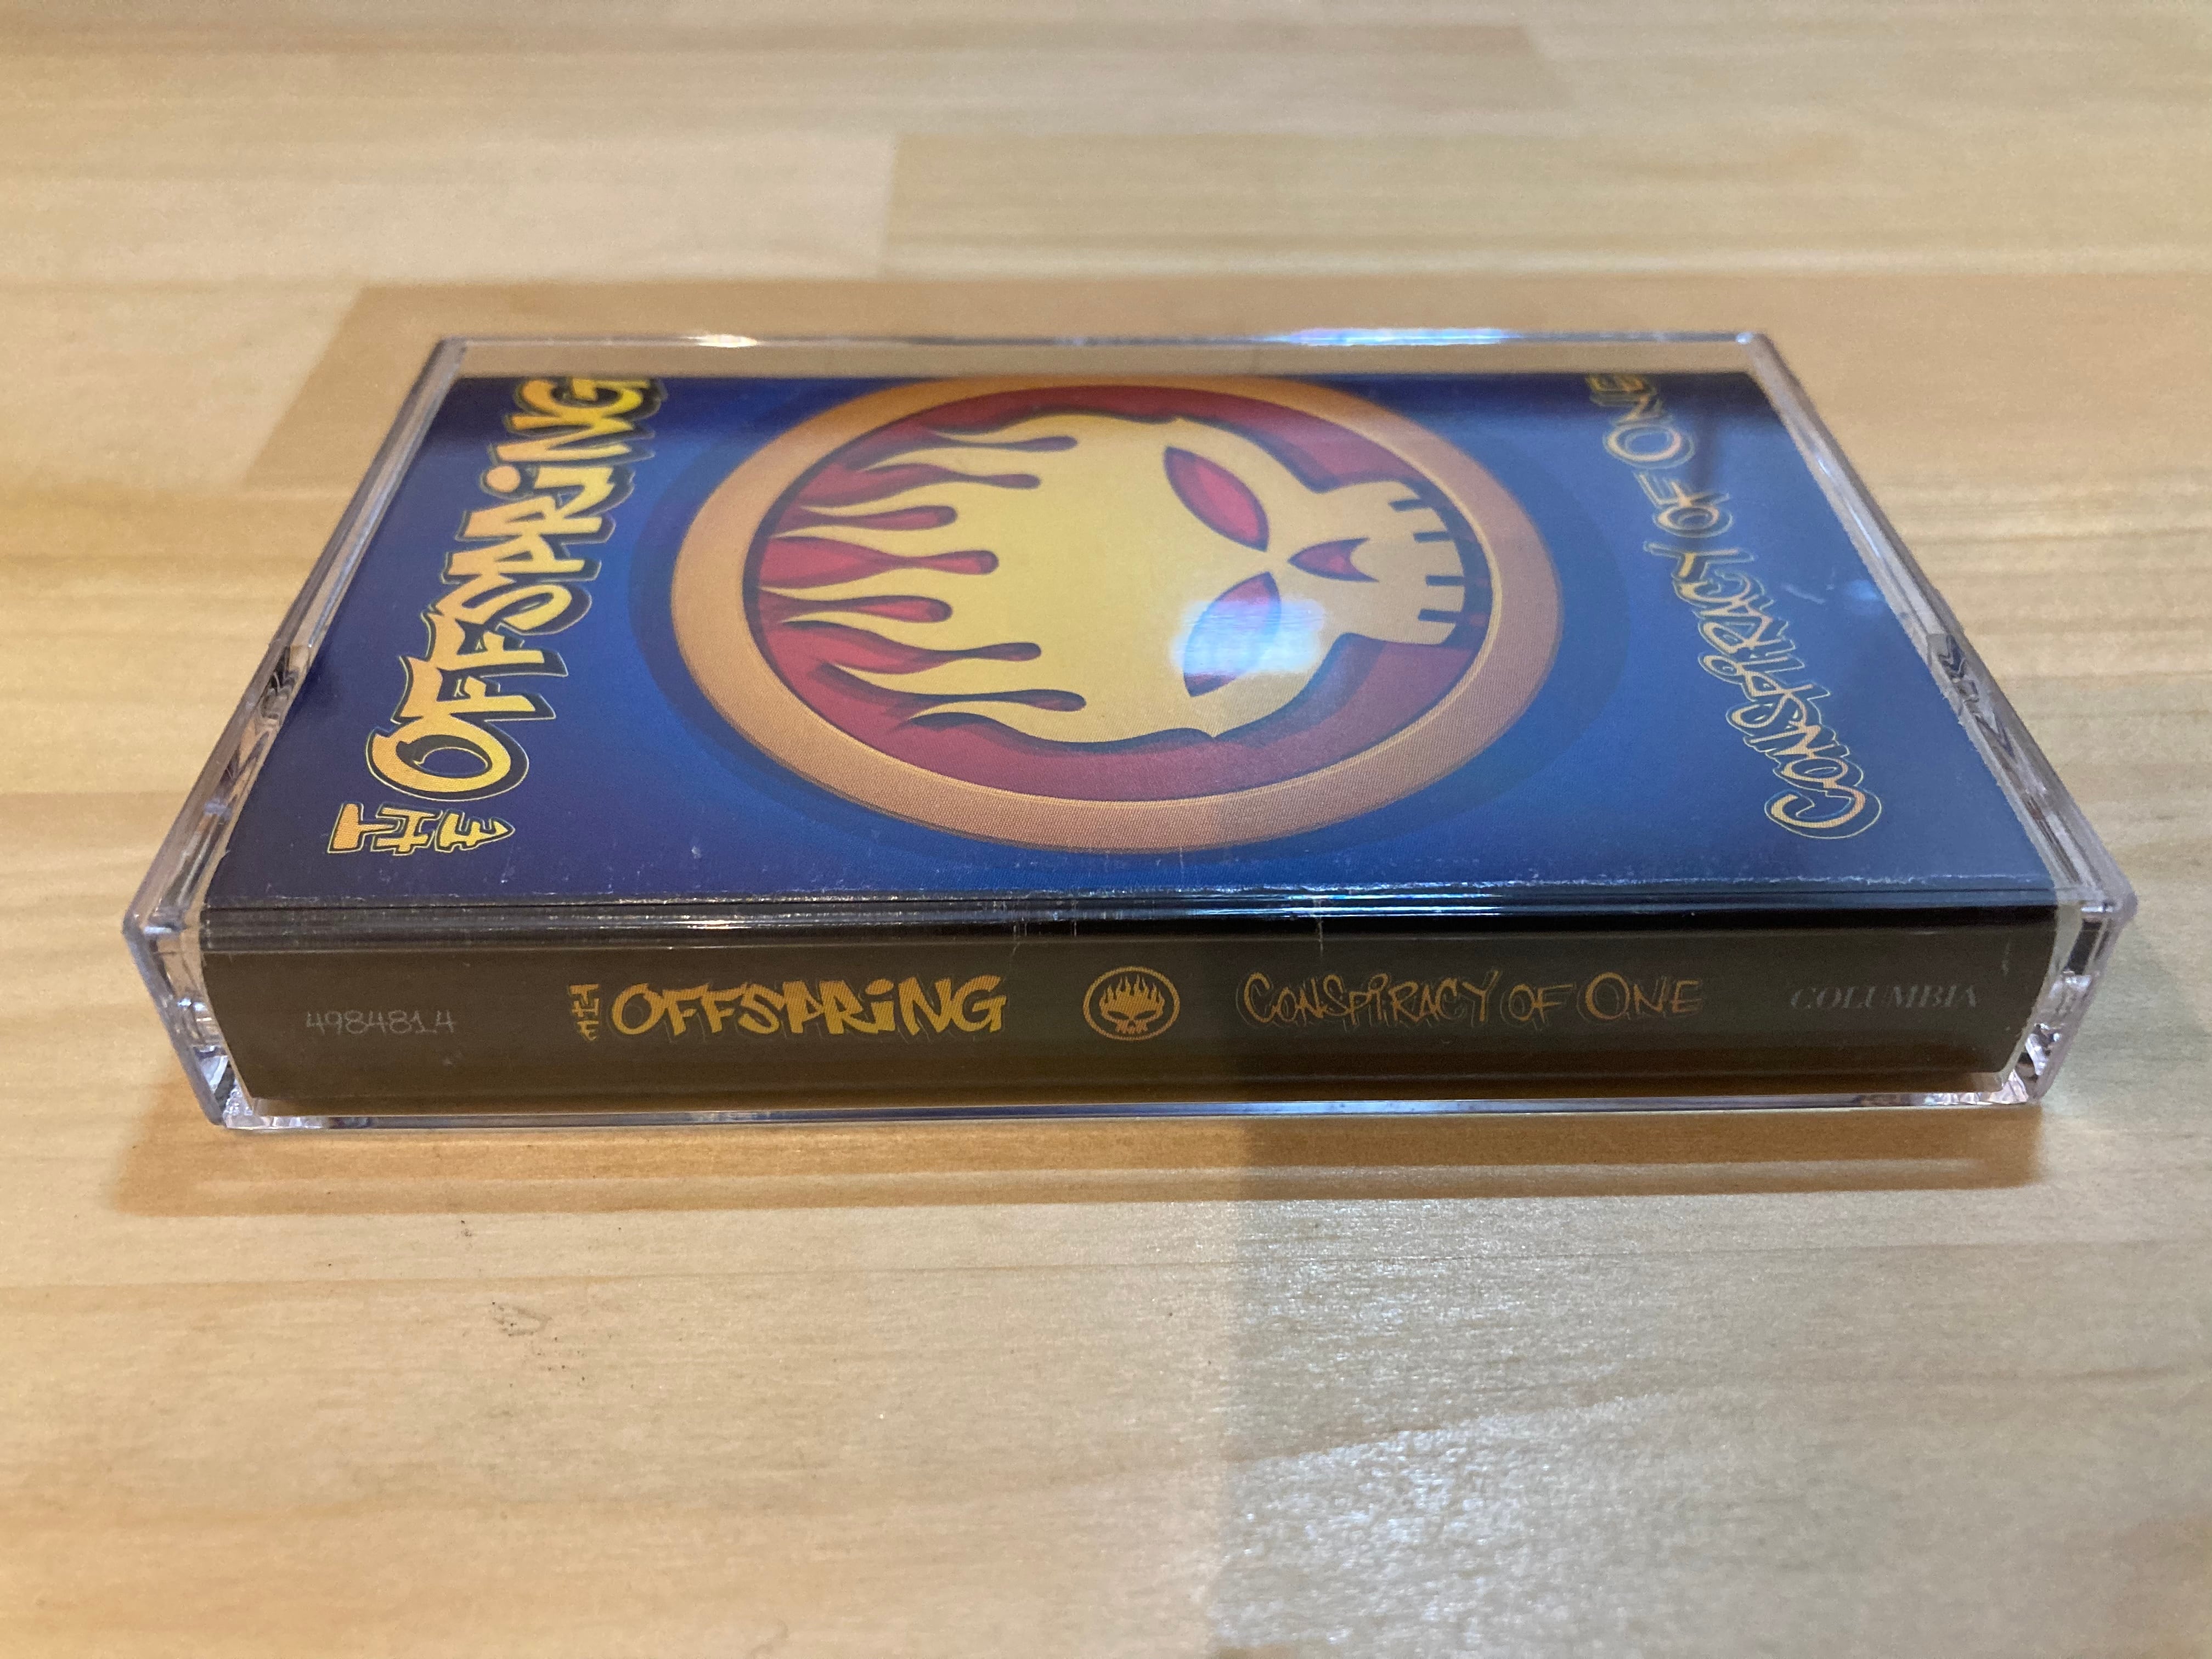 THE OFFSPRING
CONSPIRACY OF ONE
4984814 THE OFFSPRING CONSPIRACY OF ONE COLUMBIA